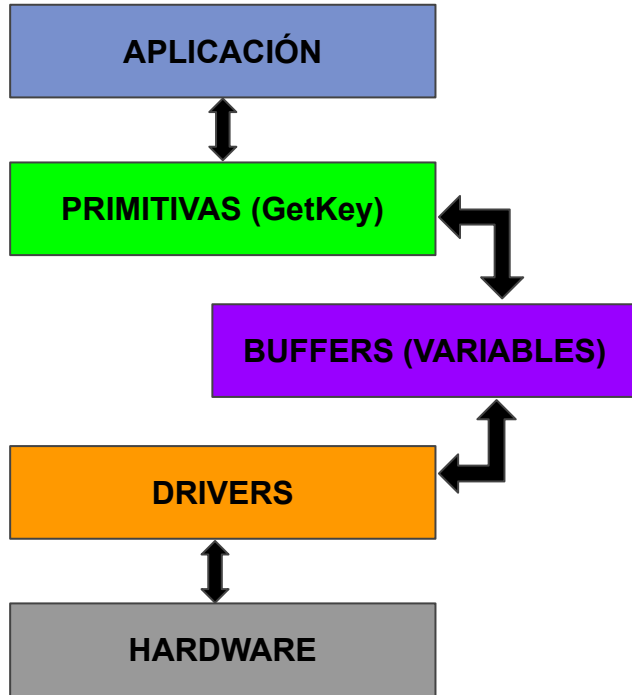 APLICACIÓN
PRIMITIVAS (GetKey)
BUFFERS (VARIABLES)
DRIVERS
HARDWARE